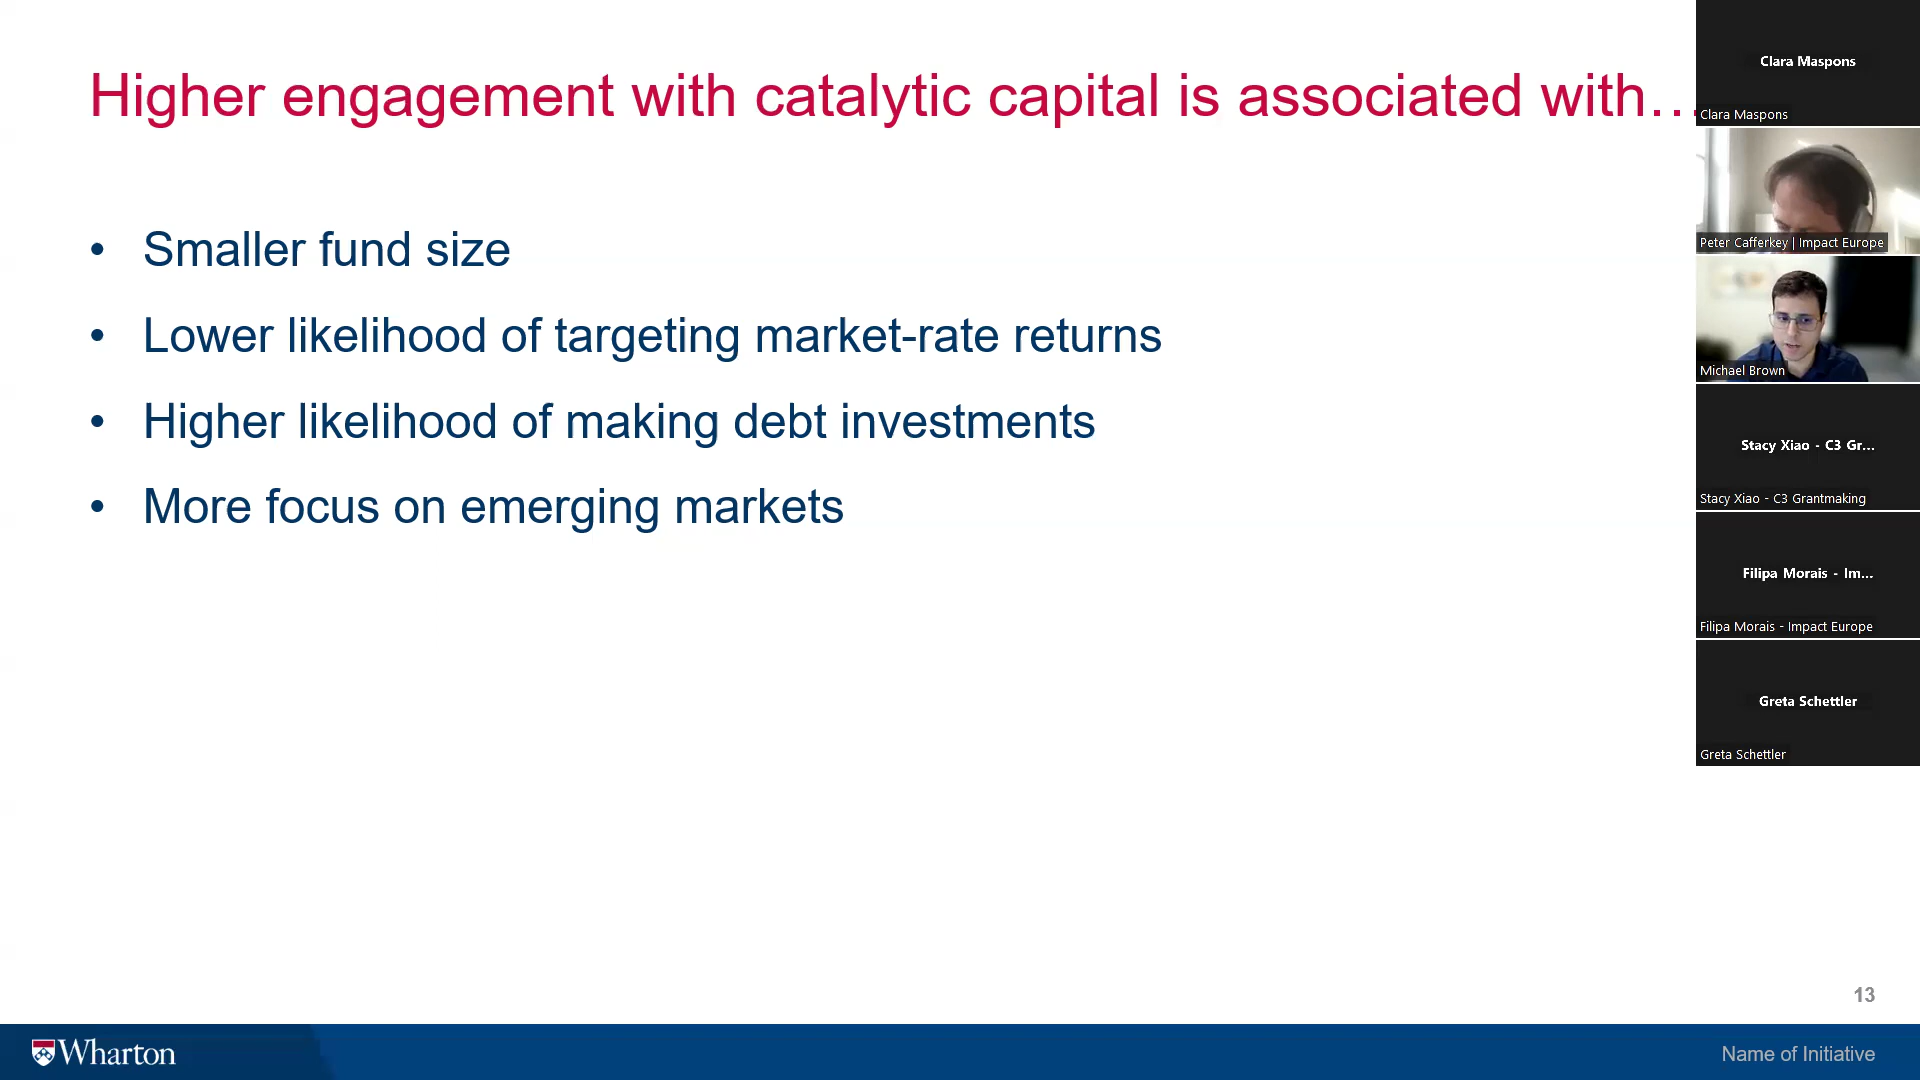 Higher engagement with catalytic capital is associated with…
• Smaller fund size
• Lower likelihood of targeting market-rate returns
• Higher likelihood of making debt investments
• More focus on emerging markets
13
Wharton
Name of Initiative
Clara Maspons
Clara Maspons
Peter Cafferkey | Impact Europe
Michael Brown
Stacy Xiao - C3 Gr...
Stacy Xiao - C3 Grantmaking
Filipa Morais - Im...
Filipa Morais - Impact Europe
Greta Schettler
Greta Schettler